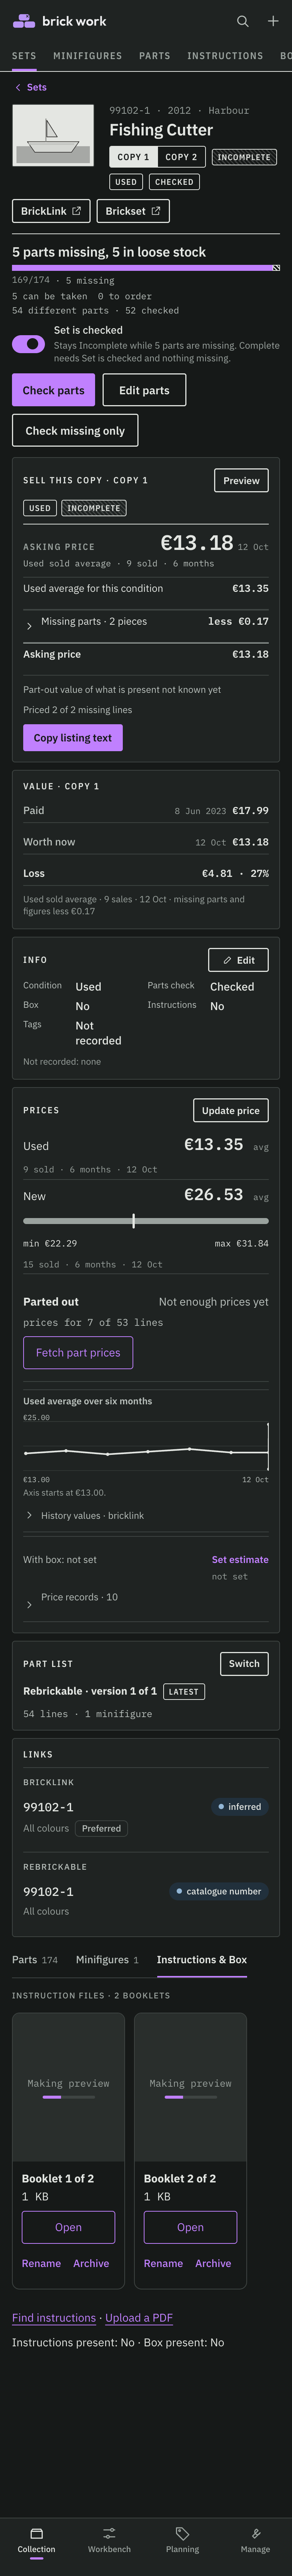 brick work
SETS MINIFIGURES PARTS INSTRUCTIONS BO
Sets
99102-1 · 2012 · Harbour
Fishing Cutter
COPY 1 COPY 2 INCOMPLETE
USED CHECKED
BrickLink Brickset
5 parts missing, 5 in loose stock
169/174 · 5 missing
5 can be taken 0 to order
54 different parts · 52 checked
Set is checked
Stays Incomplete while 5 parts are missing. Complete
needs Set is checked and nothing missing.
Check parts Edit parts
Check missing only
SELL THIS COPY · COPY 1 Preview
USED INCOMPLETE
ASKING PRICE €13.18 12 Oct
Used sold average · 9 sold · 6 months
Used average for this condition €13.35
Missing parts · 2 pieces less €0.17
Asking price €13.18
Part-out value of what is present not known yet
Priced 2 of 2 missing lines
Copy listing text
VALUE · COPY 1
Paid 8 Jun 2023 €17.99
Worth now 12 Oct €13.18
Loss €4.81 · 27%
Used sold average · 9 sales · 12 Oct · missing parts and
figures less €0.17
INFO Edit
Condition Used Parts check Checked
Box No Instructions No
Tags Not
recorded
Not recorded: none
PRICES Update price
Used €13.35 avg
9 sold · 6 months · 12 Oct
New €26.53 avg
min €22.29 max €31.84
15 sold · 6 months · 12 Oct
Parted out Not enough prices yet
prices for 7 of 53 lines
Fetch part prices
Used average over six months
€25.00
€13.00 12 Oct
Axis starts at €13.00.
History values · bricklink
With box: not set Set estimate
not set
Price records · 10
PART LIST Switch
Rebrickable · version 1 of 1 LATEST
54 lines · 1 minifigure
LINKS
BRICKLINK
99102-1 inferred
All colours Preferred
REBRICKABLE
99102-1 catalogue number
All colours
Parts 174 Minifigures 1 Instructions & Box
INSTRUCTION FILES · 2 BOOKLETS
Making preview Making preview
Booklet 1 of 2 Booklet 2 of 2
1 KB 1 KB
Open Open
Rename Archive Rename Archive
Find instructions · Upload a PDF
Instructions present: No · Box present: No
Collection Workbench Planning Manage